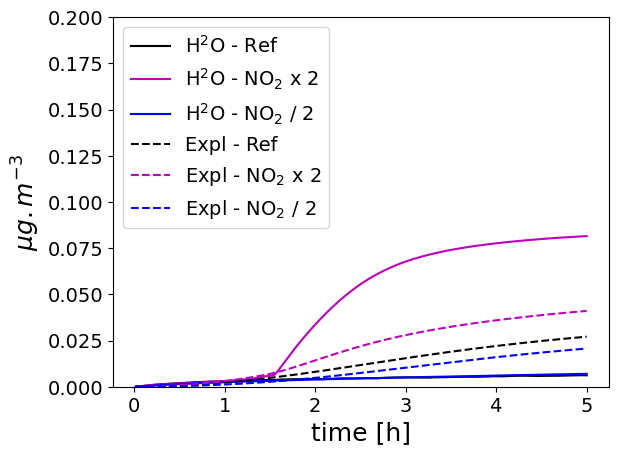 0.200
0.175
0.150
0.125
0.100
0.075
0.050
0.025
0.000
μg.m⁻³
H²O - Ref
H²O - NO₂ x 2
H²O - NO₂ / 2
Expl - Ref
Expl - NO₂ x 2
Expl - NO₂ / 2
0 1 2 3 4 5
time [h]